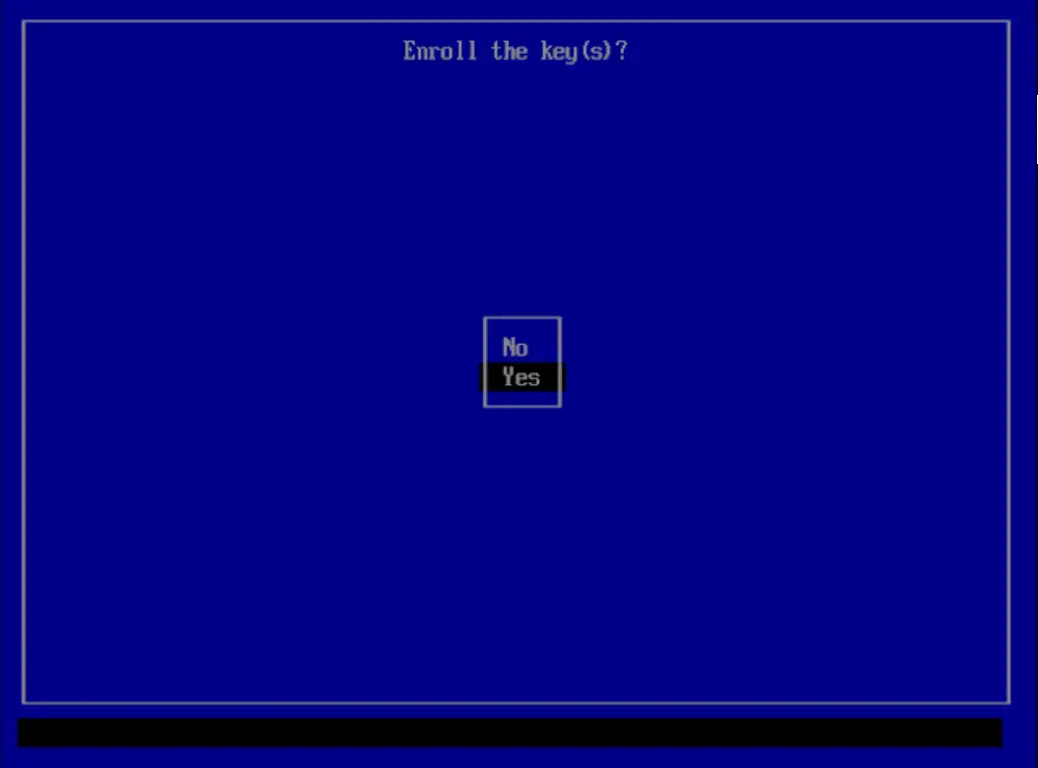 Enroll the key(s)?
No
Yes